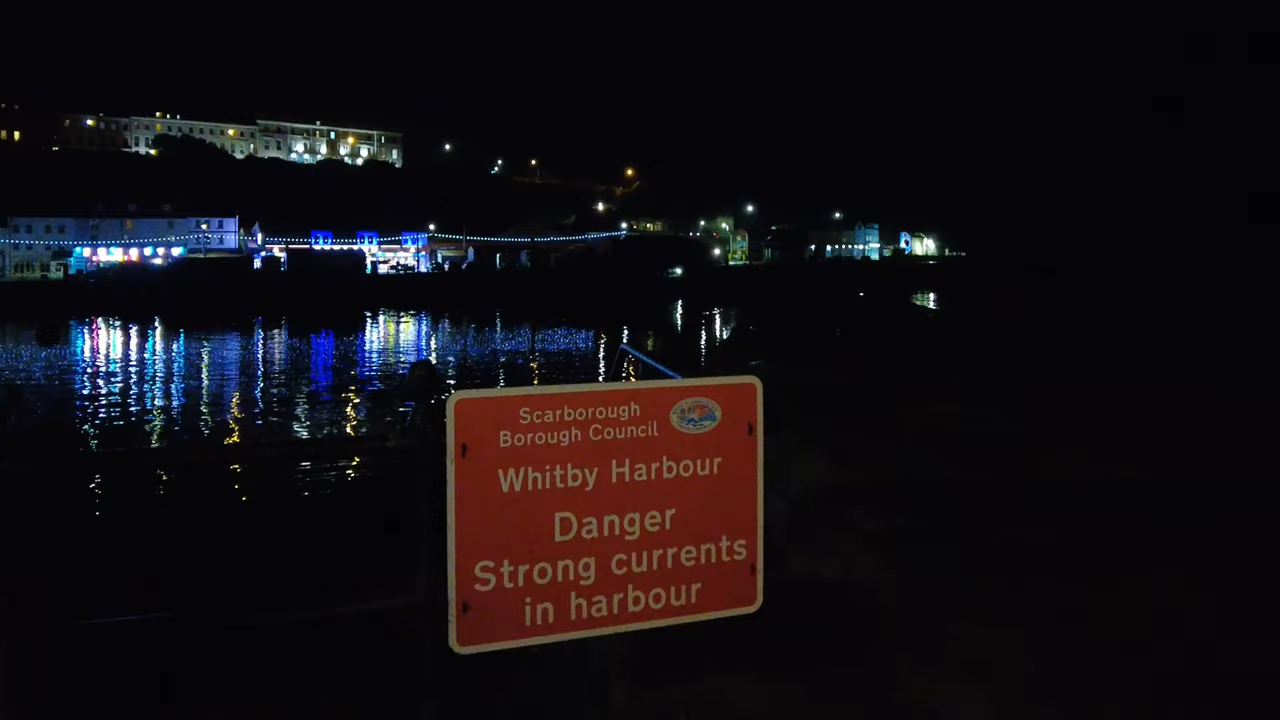 Scarborough
Borough Council
Whitby Harbour
Danger
Strong currents
in harbour